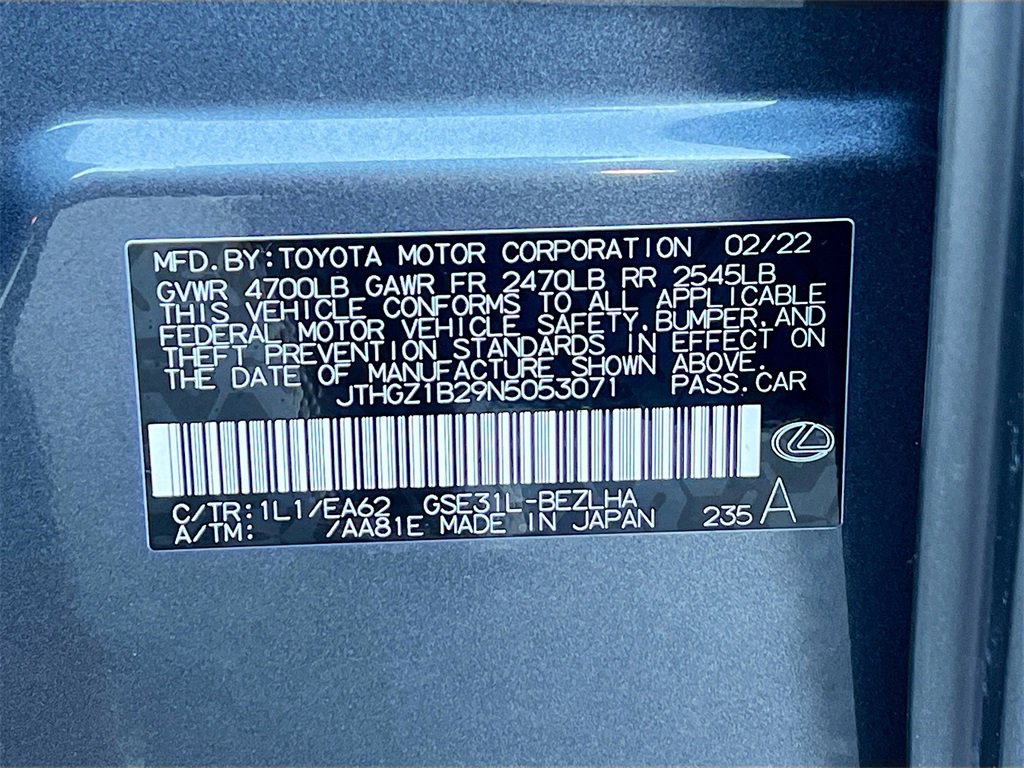 MFD.BY:TOYOTA MOTOR CORPORATION 02/22
GVWR 4700LB GAWR FR 2470LB RR 2545LB
THIS VEHICLE CONFORMS TO ALL APPLICABLE
FEDERAL MOTOR VEHICLE SAFETY,BUMPER,AND
THEFT PREVENTION STANDARDS IN EFFECT ON
THE DATE OF MANUFACTURE SHOWN ABOVE.
JTHGZ1B29N5053071 PASS.CAR
C/TR:1L1/EA62 GSE31L-BEZLHA
A/TM: /AA81E MADE IN JAPAN 235 A